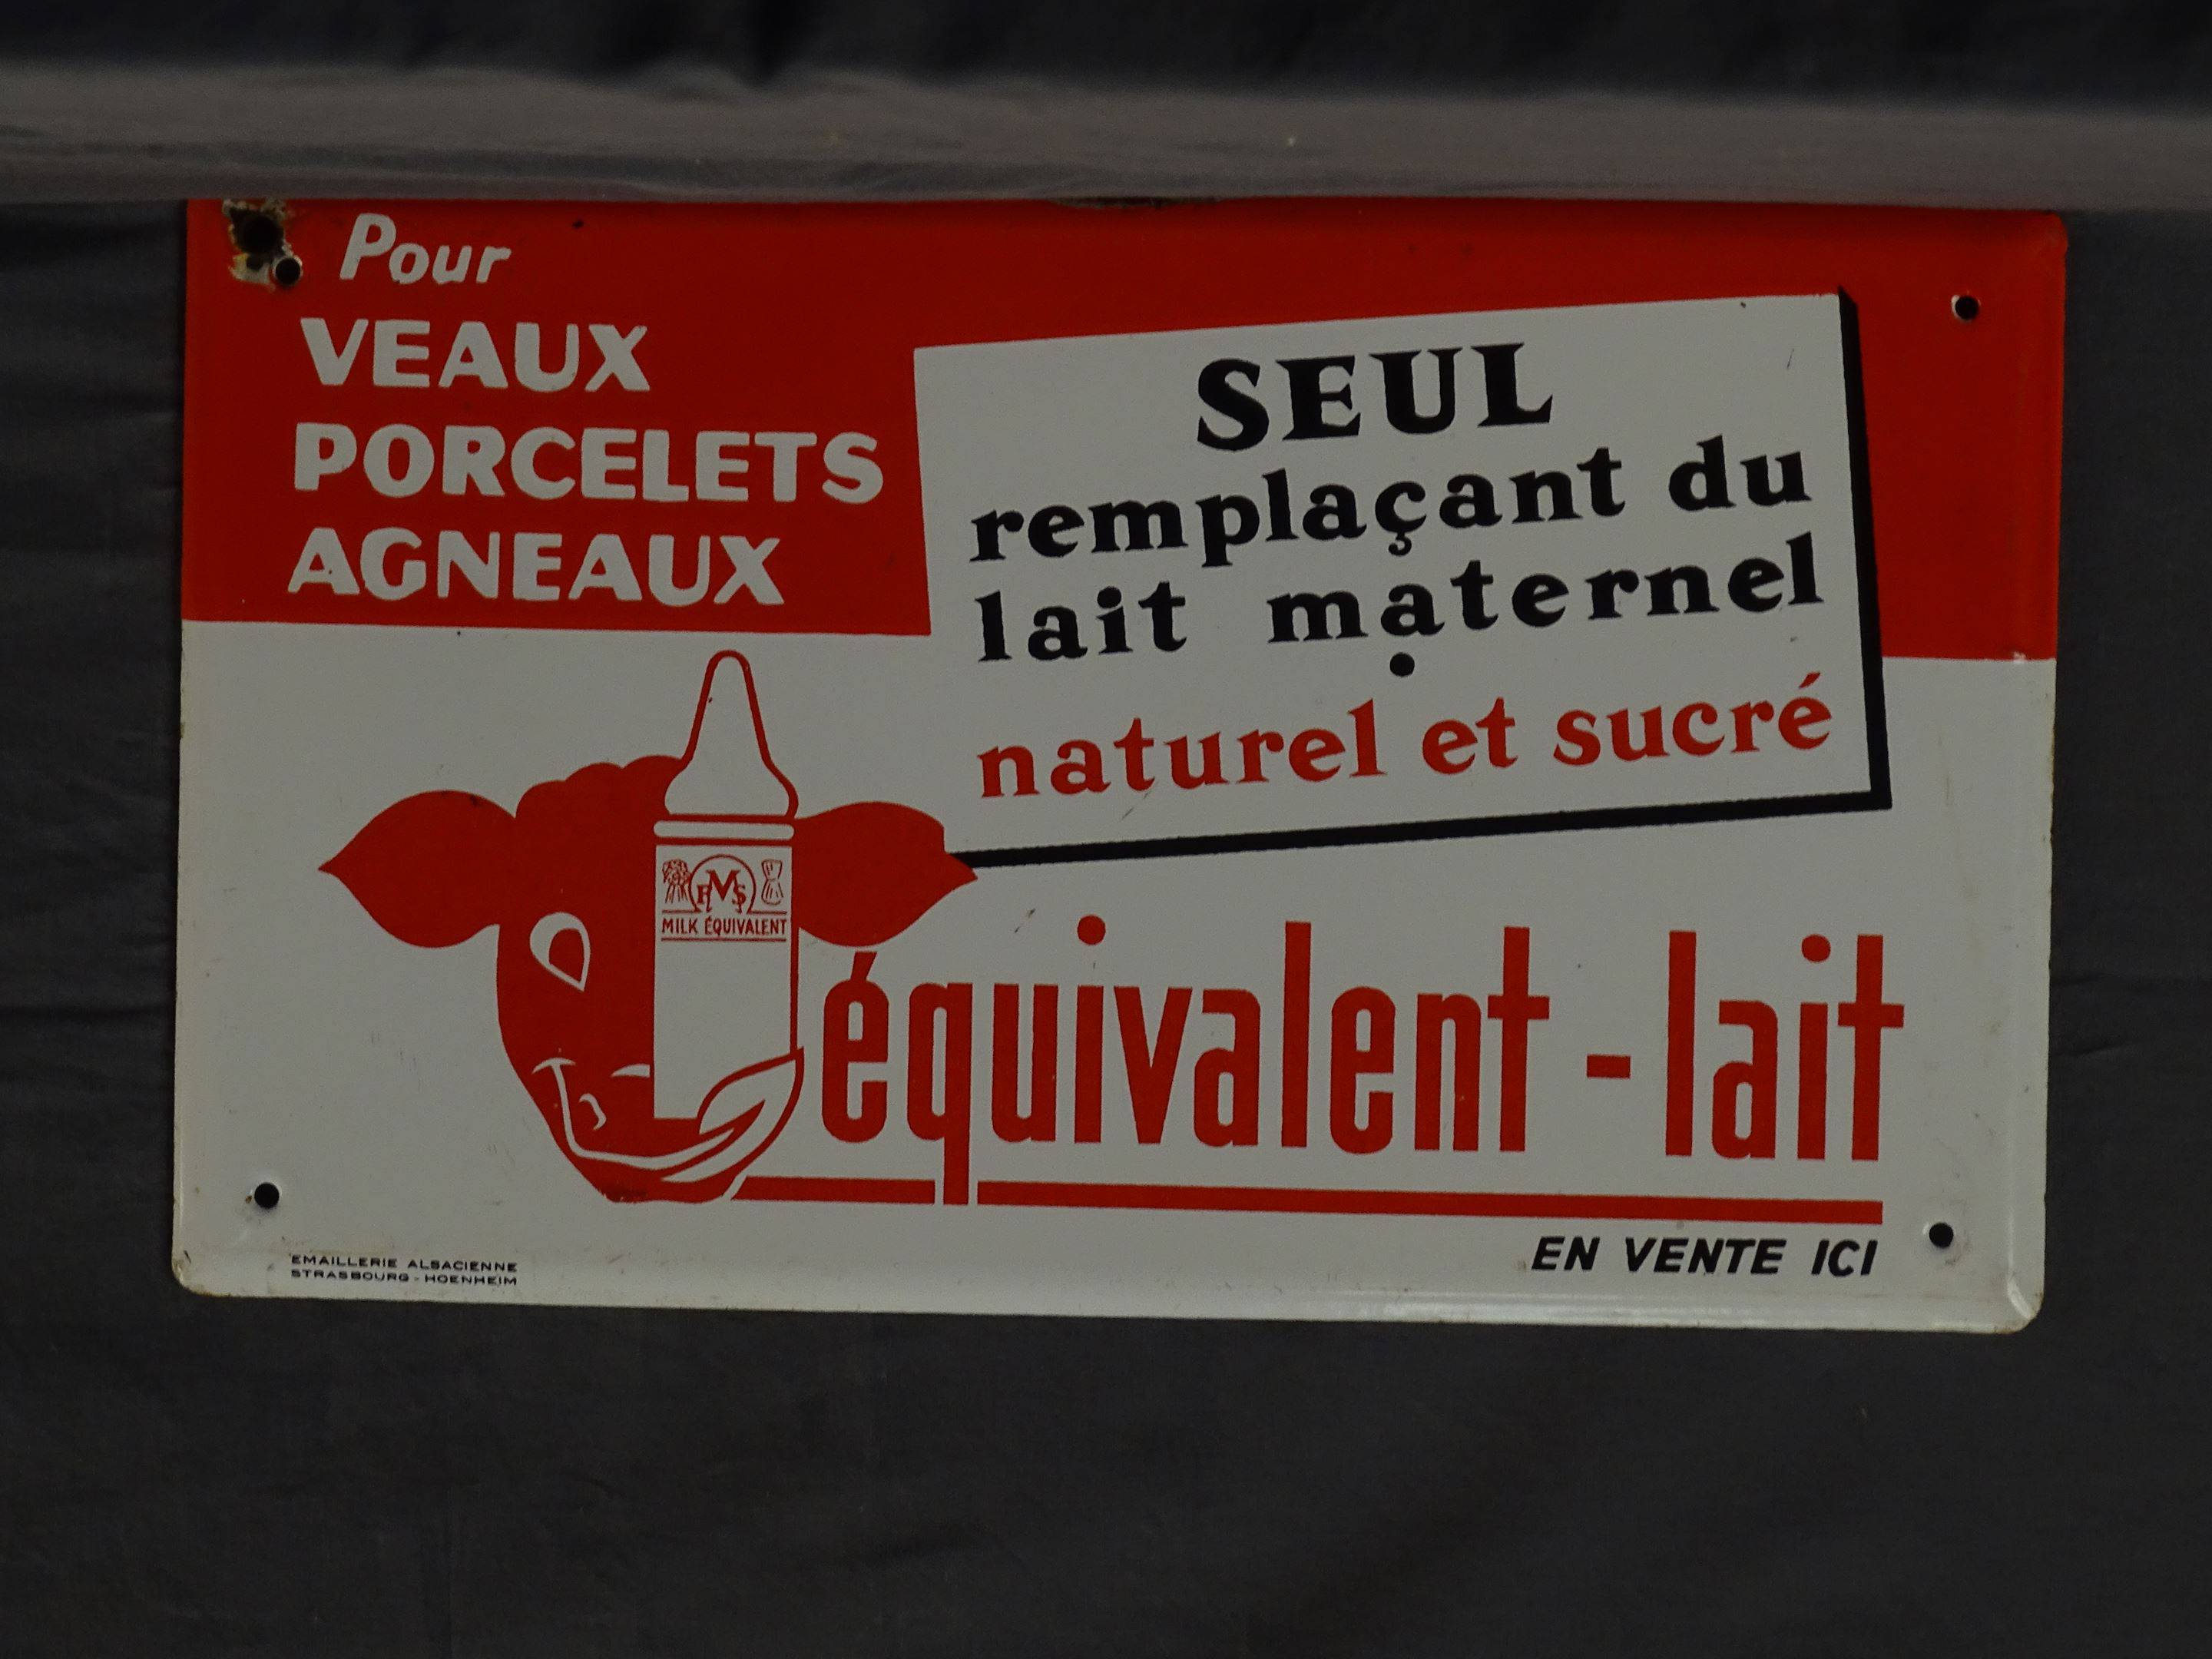 Pour
VEAUX
PORCELETS
AGNEAUX
SEUL
remplaçant du
lait maternel
naturel et sucré
MILK ÉQUIVALENT
équivalent - lait
EN VENTE ICI
EMAILLERIE ALSACIENNE
STRASBOURG - HOENHEIM